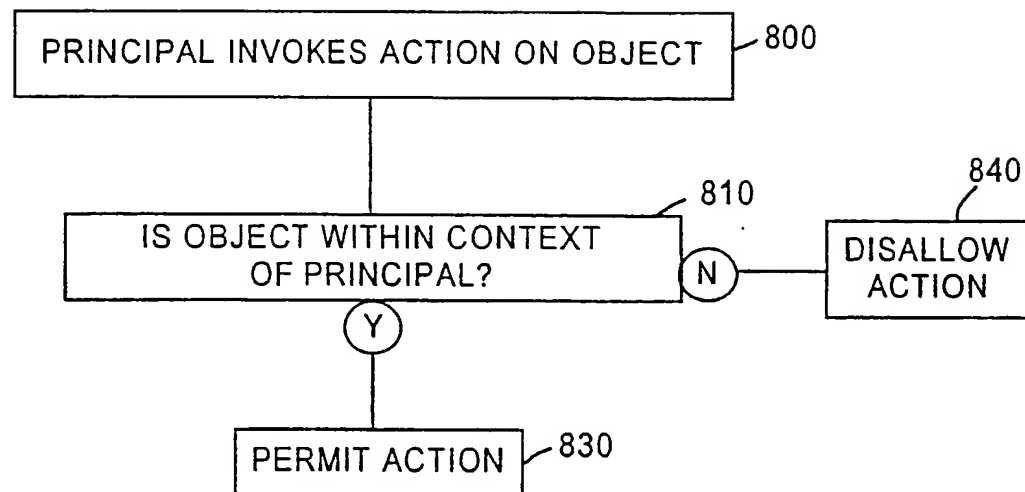 PRINCIPAL INVOKES ACTION ON OBJECT
800
810
IS OBJECT WITHIN CONTEXT
OF PRINCIPAL?
N
840
DISALLOW
ACTION
Y
PERMIT ACTION
830